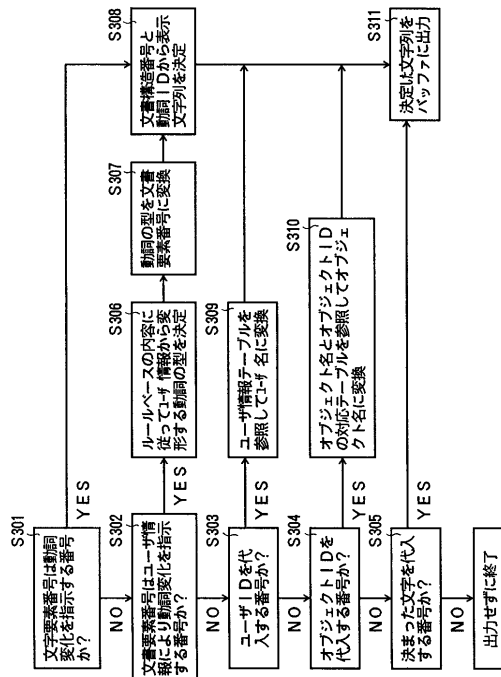 S301
文字要素番号は動詞
変化を指示する番号
か?
YES
NO
S302
文書要素番号はユーザ情
報により動詞変化を指示
する番号か?
YES
NO
S303
ユーザIDを代
入する番号か?
YES
NO
S304
オブジェクトIDを
代入する番号か?
YES
NO
S305
決まった文字を代入
する番号か?
YES
NO
出力せずに終了
S306
ルールベースの内容に
従ってユーザ情報から変
形する動詞の型を決定
S307
動詞の型を文書
要素番号に変換
S308
文書構造番号と
動詞IDから表示
文字列を決定
S309
ユーザ情報テーブルを
参照してユーザ名に変換
S310
オブジェクト名とオブジェクトID
の対応テーブルを参照してオブジェ
クト名に変換
S311
決定した文字列を
バッファに出力